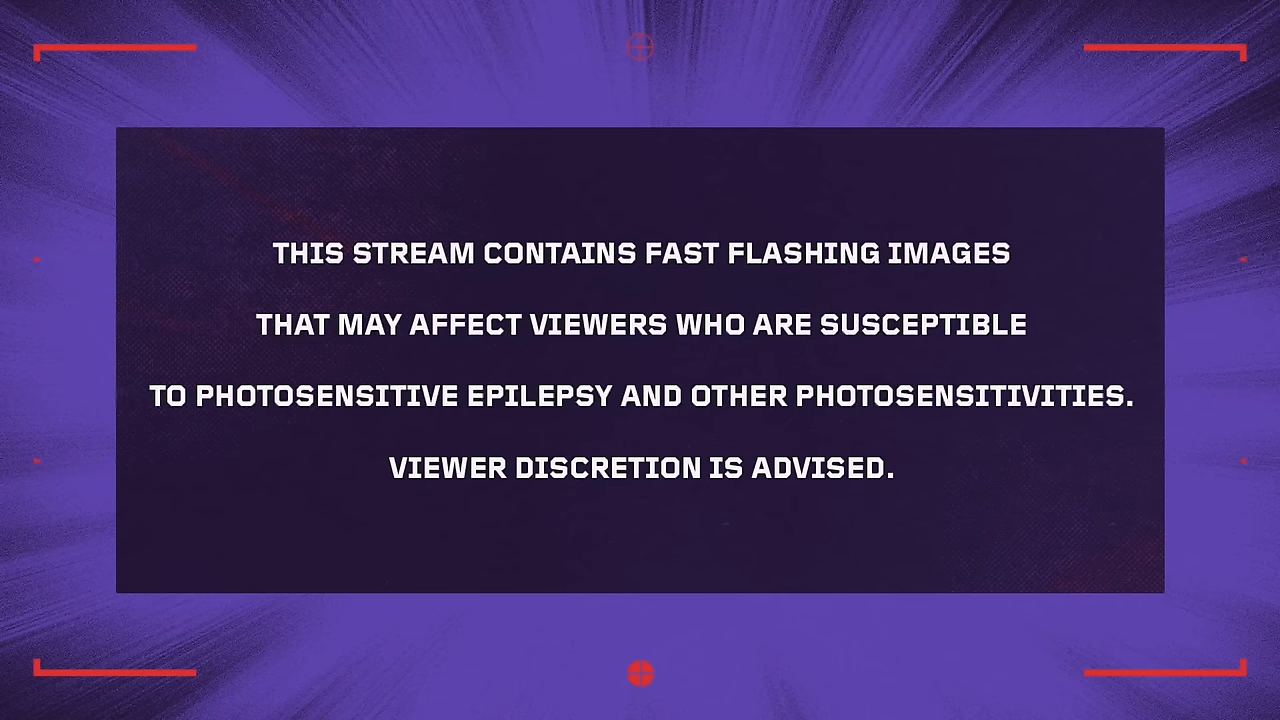 THIS STREAM CONTAINS FAST FLASHING IMAGES
THAT MAY AFFECT VIEWERS WHO ARE SUSCEPTIBLE
TO PHOTOSENSITIVE EPILEPSY AND OTHER PHOTOSENSITIVITIES.
VIEWER DISCRETION IS ADVISED.